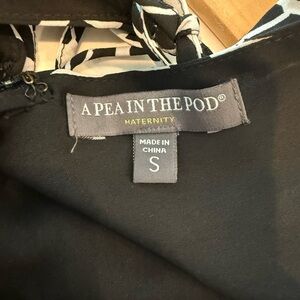 A PEA IN THE POD®
MATERNITY
MADE IN
CHINA
S